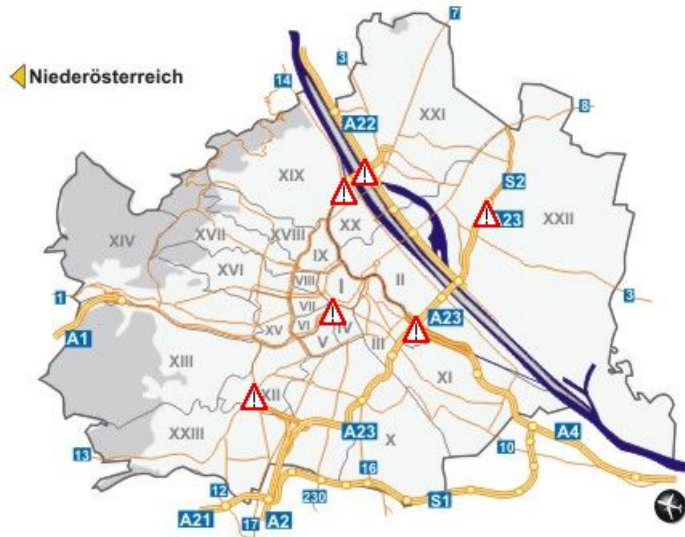 7
3
14
Niederösterreich
8
A22
XXI
XIX
S2
A23
XXII
XX
XIV
XVII
XVIII
IX
XVI
II
VIII
I
1
3
VII
A1
XV
VI
IV
V
III
A23
XIII
XI
XII
XXIII
A23
X
A4
13
10
16
12
230
S1
A21
17
A2